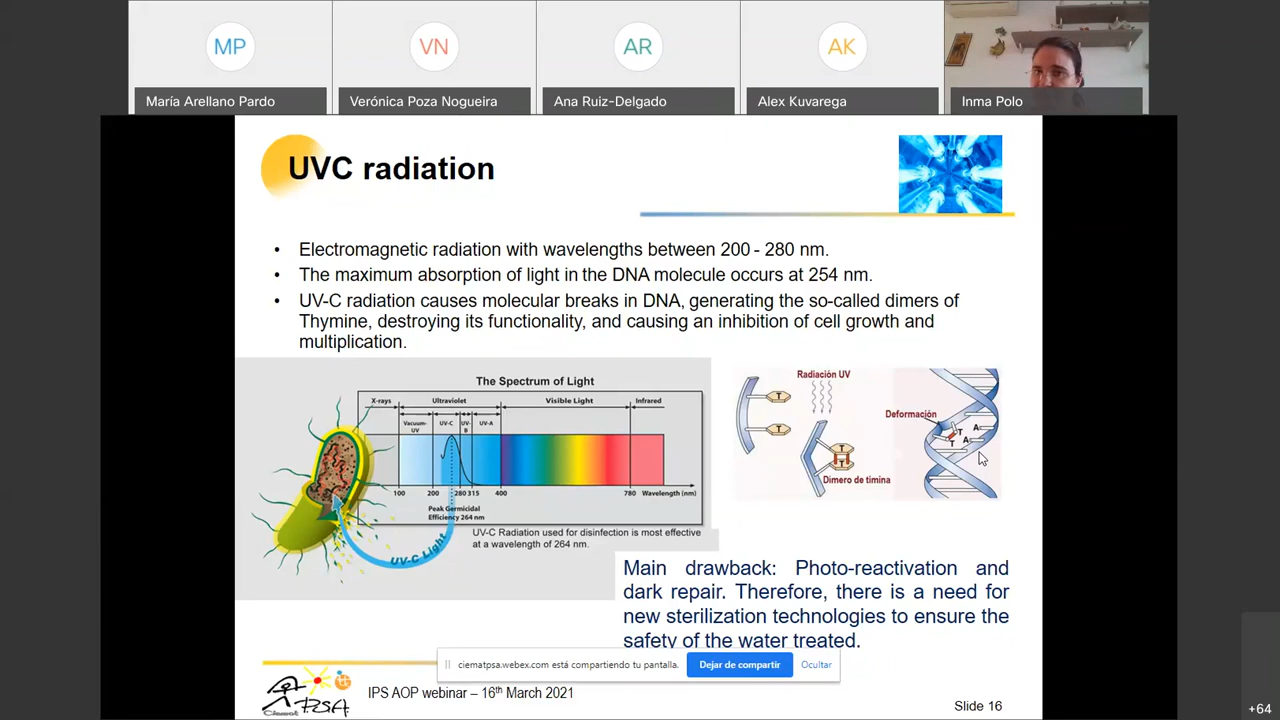 MP
VN
AR
AK
María Arellano Pardo
Verónica Poza Nogueira
Ana Ruiz-Delgado
Alex Kuvarega
Inma Polo
UVC radiation
• Electromagnetic radiation with wavelengths between 200 - 280 nm.
• The maximum absorption of light in the DNA molecule occurs at 254 nm.
• UV-C radiation causes molecular breaks in DNA, generating the so-called dimers of
Thymine, destroying its functionality, and causing an inhibition of cell growth and
multiplication.
The Spectrum of Light
X-rays
Ultraviolet
Visible Light
Infrared
Vacuum-
UV
UV-C
UV-
B
UV-A
100
200
280
315
400
780
Wavelength (nm)
Peak Germicidal
Efficiency 264 nm
UV-C Light
UV-C Radiation used for disinfection is most effective
at a wavelength of 264 nm.
Radiación UV
T
T
T
T
Dimero de timina
Deformación
T
T
A
A
Main drawback: Photo-reactivation and
dark repair. Therefore, there is a need for
new sterilization technologies to ensure the
safety of the water treated.
ciematpsa.webex.com está compartiendo tu pantalla.
Dejar de compartir
Ocultar
Ciemat
PSA
IPS AOP webinar – 16th March 2021
Slide 16
+64